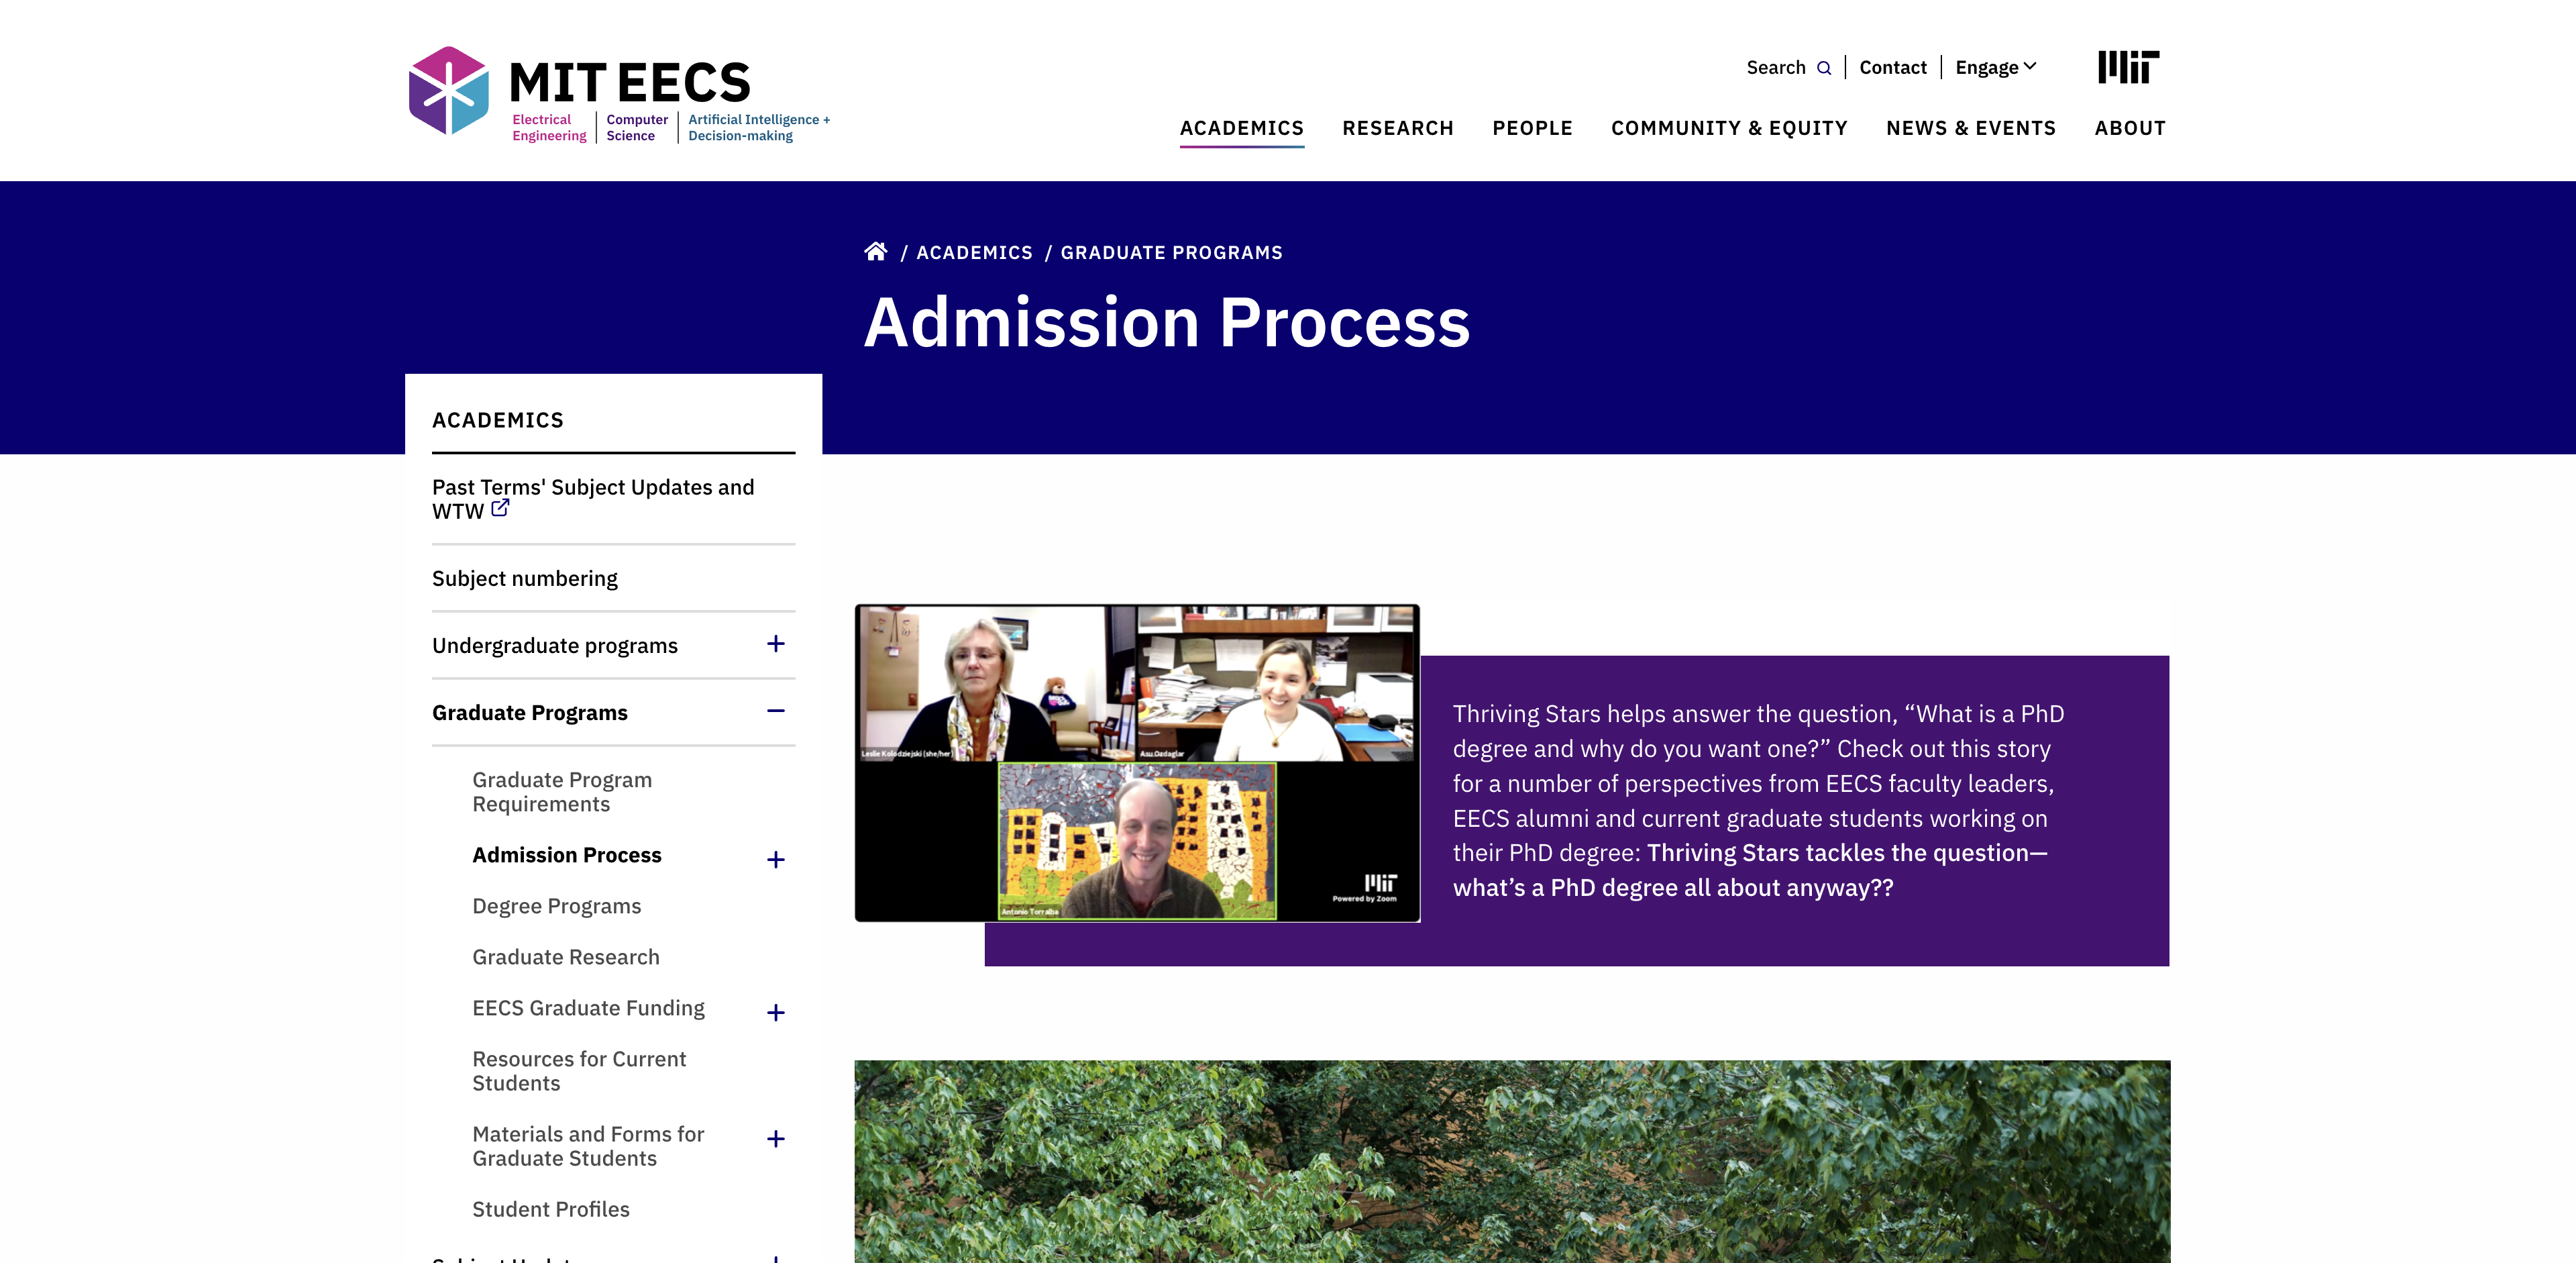 MIT EECS
Electrical
Engineering
Computer
Science
Artificial Intelligence +
Decision-making
Search
Contact
Engage
MIT
ACADEMICS
RESEARCH
PEOPLE
COMMUNITY & EQUITY
NEWS & EVENTS
ABOUT
/ ACADEMICS / GRADUATE PROGRAMS
Admission Process
ACADEMICS
Past Terms' Subject Updates and
WTW
Subject numbering
Undergraduate programs
Graduate Programs
Graduate Program
Requirements
Admission Process
Degree Programs
Graduate Research
EECS Graduate Funding
Resources for Current
Students
Materials and Forms for
Graduate Students
Student Profiles
Leslie Kolodziejski (she/her)
Asu.Ozdaglar
Antonio Torralba
MIT
Powered by Zoom
Thriving Stars helps answer the question, “What is a PhD
degree and why do you want one?” Check out this story
for a number of perspectives from EECS faculty leaders,
EECS alumni and current graduate students working on
their PhD degree: Thriving Stars tackles the question—
what’s a PhD degree all about anyway??